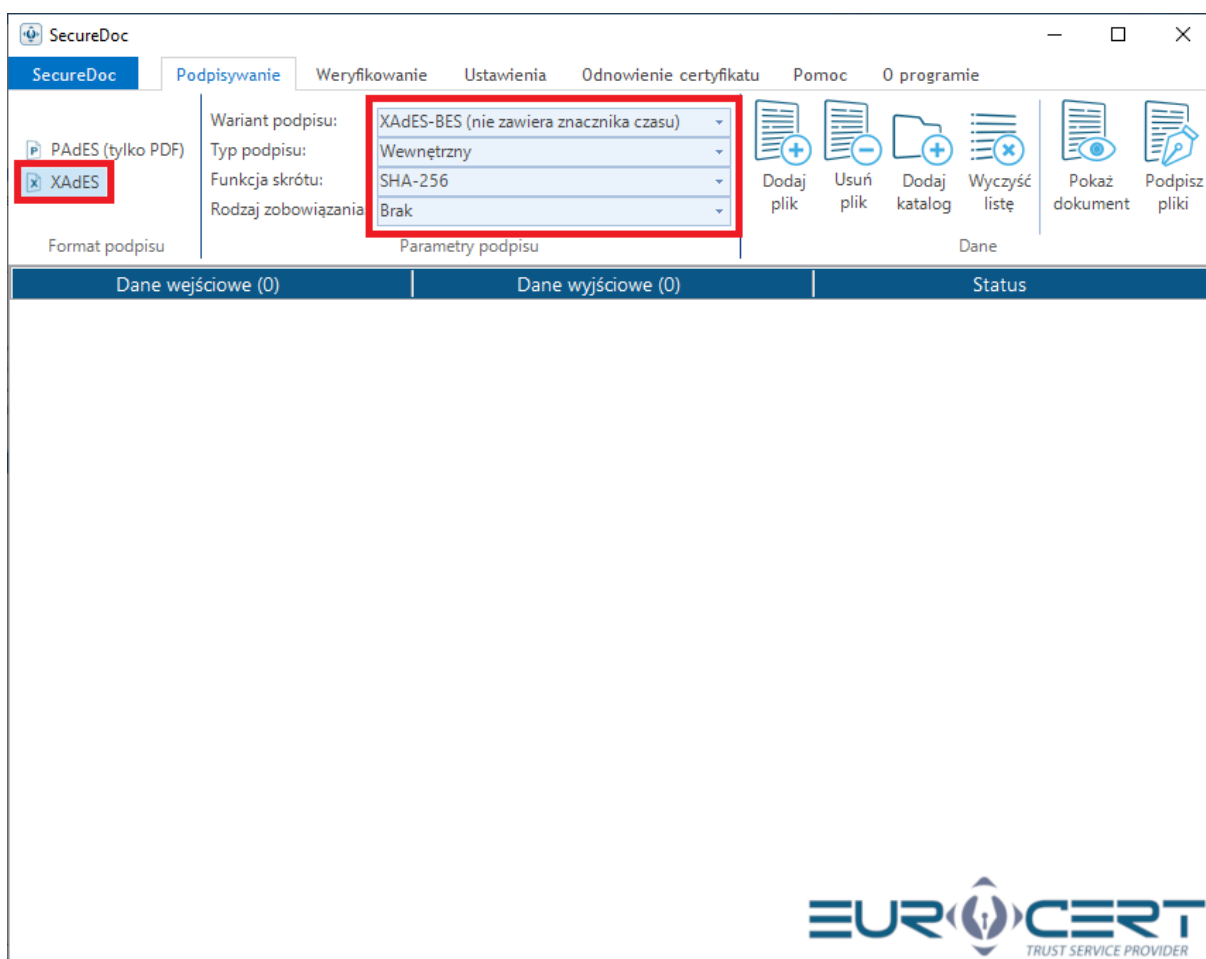 SecureDoc
SecureDoc Podpisywanie Weryfikowanie Ustawienia Odnowienie certyfikatu Pomoc O programie
PAdES (tylko PDF)
XAdES
Format podpisu
Wariant podpisu: XAdES-BES (nie zawiera znacznika czasu)
Typ podpisu: Wewnętrzny
Funkcja skrótu: SHA-256
Rodzaj zobowiązania Brak
Parametry podpisu
Dodaj plik
Usuń plik
Dodaj katalog
Wyczyść listę
Pokaż dokument
Podpisz pliki
Dane
Dane wejściowe (0) Dane wyjściowe (0) Status
EUROCERT
TRUST SERVICE PROVIDER